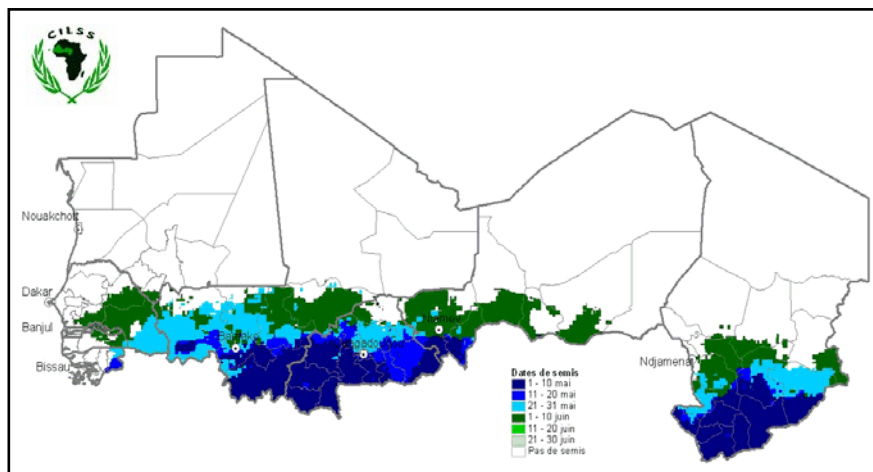 CILSS
Nouakchott
Dakar
Banjul
Bissau
Ndjamena
Dates de semis
1 - 10 mai
11 - 20 mai
21 - 31 mai
1 - 10 juin
11 - 20 juin
21 - 30 juin
Pas de semis